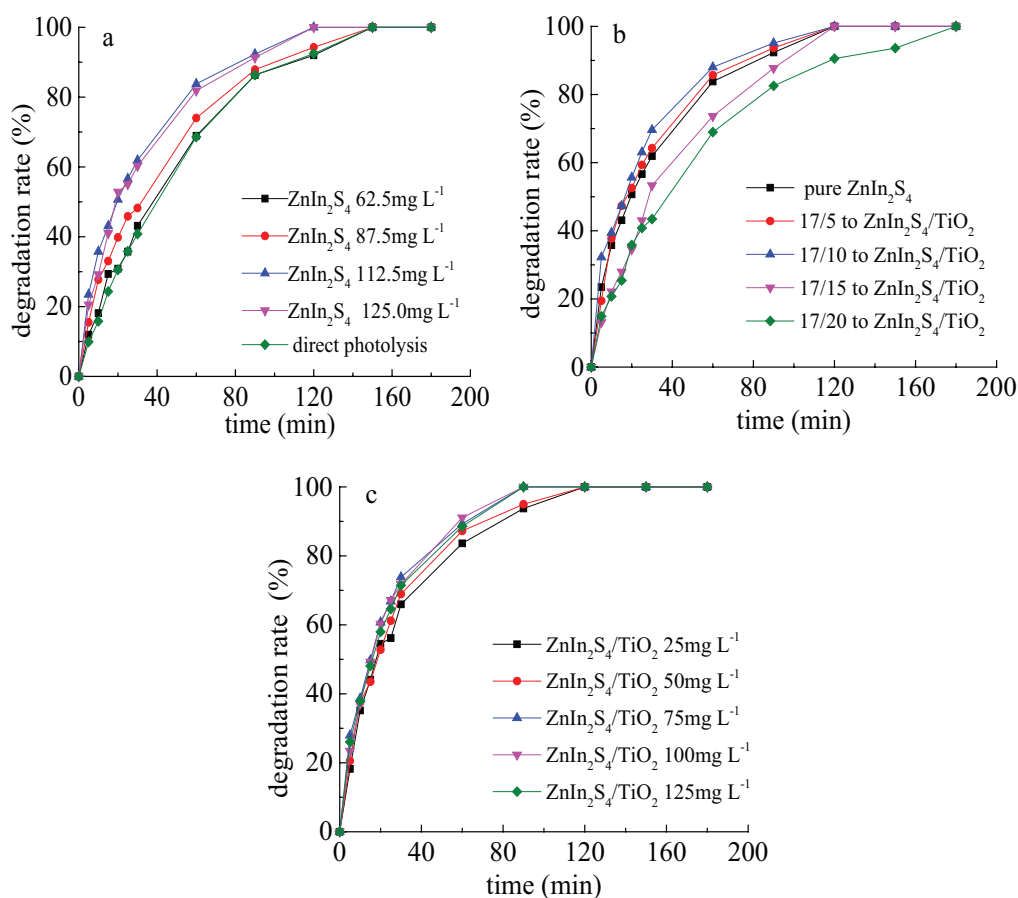 a
degradation rate (%)
100
80
60
40
20
0
ZnIn₂S₄ 62.5mg L⁻¹
ZnIn₂S₄ 87.5mg L⁻¹
ZnIn₂S₄ 112.5mg L⁻¹
ZnIn₂S₄ 125.0mg L⁻¹
direct photolysis
0 40 80 120 160 200
time (min)
b
degradation rate (%)
100
80
60
40
20
0
pure ZnIn₂S₄
17/5 to ZnIn₂S₄/TiO₂
17/10 to ZnIn₂S₄/TiO₂
17/15 to ZnIn₂S₄/TiO₂
17/20 to ZnIn₂S₄/TiO₂
0 40 80 120 160 200
time (min)
c
degradation rate (%)
100
80
60
40
20
0
ZnIn₂S₄/TiO₂ 25mg L⁻¹
ZnIn₂S₄/TiO₂ 50mg L⁻¹
ZnIn₂S₄/TiO₂ 75mg L⁻¹
ZnIn₂S₄/TiO₂ 100mg L⁻¹
ZnIn₂S₄/TiO₂ 125mg L⁻¹
0 40 80 120 160 200
time (min)